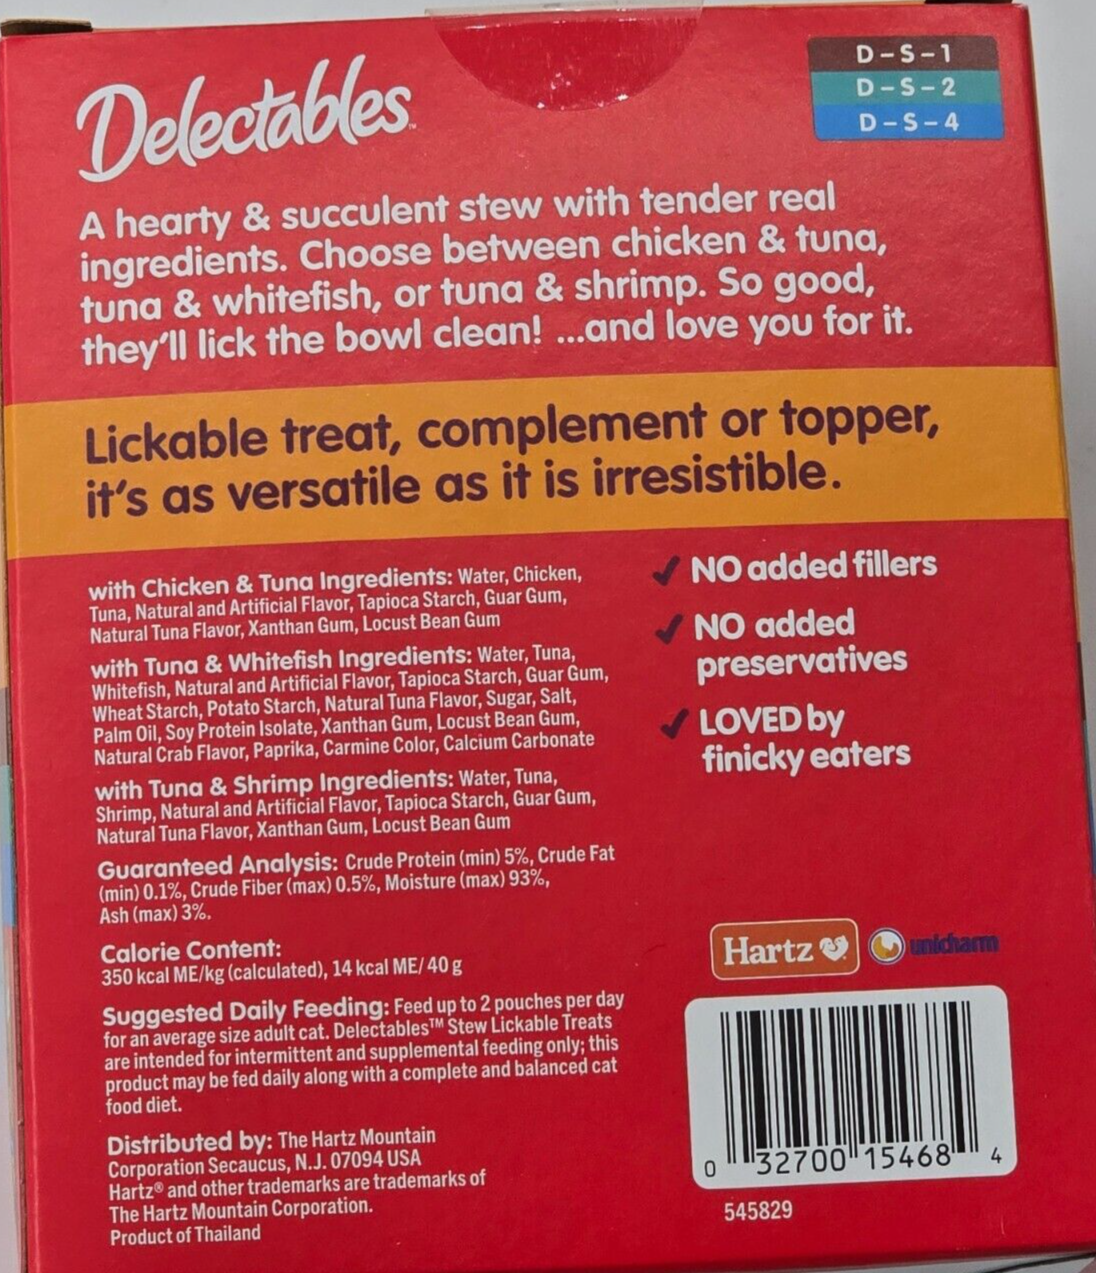 Delectables™
D-S-1
D-S-2
D-S-4
A hearty & succulent stew with tender real
ingredients. Choose between chicken & tuna,
tuna & whitefish, or tuna & shrimp. So good,
they'll lick the bowl clean! ...and love you for it.
Lickable treat, complement or topper,
it's as versatile as it is irresistible.
with Chicken & Tuna Ingredients: Water, Chicken,
Tuna, Natural and Artificial Flavor, Tapioca Starch, Guar Gum,
Natural Tuna Flavor, Xanthan Gum, Locust Bean Gum
with Tuna & Whitefish Ingredients: Water, Tuna,
Whitefish, Natural and Artificial Flavor, Tapioca Starch, Guar Gum,
Wheat Starch, Potato Starch, Natural Tuna Flavor, Sugar, Salt,
Palm Oil, Soy Protein Isolate, Xanthan Gum, Locust Bean Gum,
Natural Crab Flavor, Paprika, Carmine Color, Calcium Carbonate
with Tuna & Shrimp Ingredients: Water, Tuna,
Shrimp, Natural and Artificial Flavor, Tapioca Starch, Guar Gum,
Natural Tuna Flavor, Xanthan Gum, Locust Bean Gum
Guaranteed Analysis: Crude Protein (min) 5%, Crude Fat
(min) 0.1%, Crude Fiber (max) 0.5%, Moisture (max) 93%,
Ash (max) 3%.
Calorie Content:
350 kcal ME/kg (calculated), 14 kcal ME/ 40 g
Suggested Daily Feeding: Feed up to 2 pouches per day
for an average size adult cat. Delectables™ Stew Lickable Treats
are intended for intermittent and supplemental feeding only; this
product may be fed daily along with a complete and balanced cat
food diet.
Distributed by: The Hartz Mountain
Corporation Secaucus, N.J. 07094 USA
Hartz® and other trademarks are trademarks of
The Hartz Mountain Corporation.
Product of Thailand
NO added fillers
NO added
preservatives
LOVED by
finicky eaters
Hartz
unicharm
0 32700 15468 4
545829